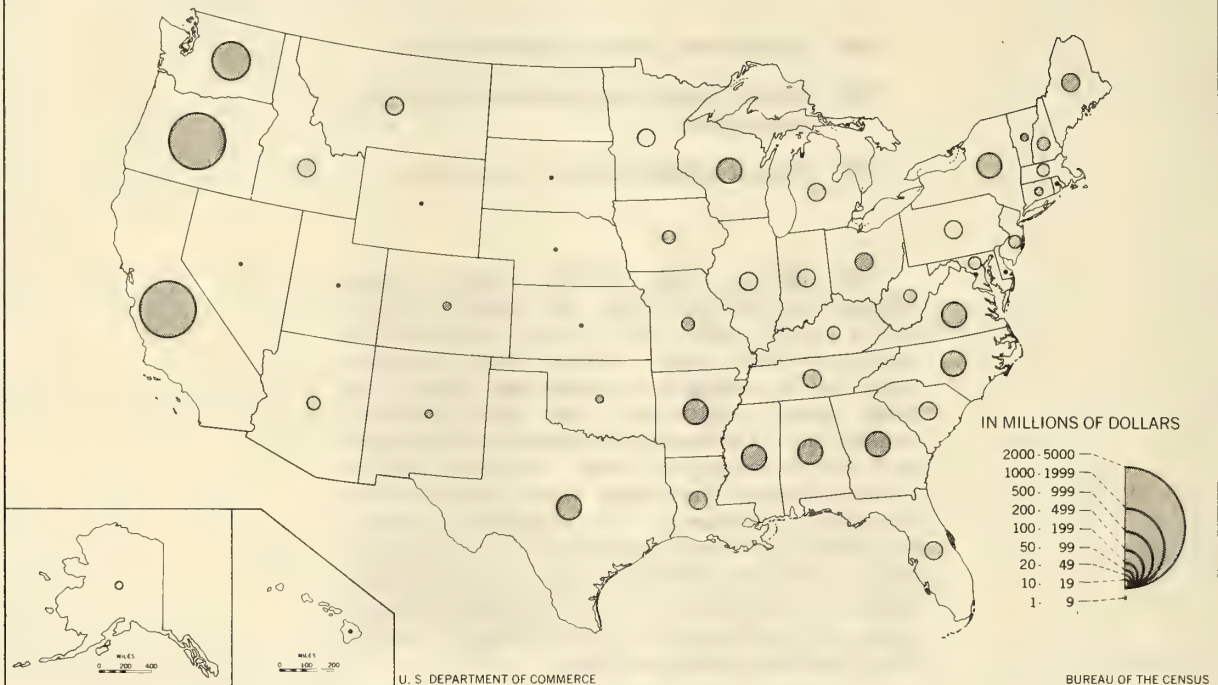 IN MILLIONS OF DOLLARS
2000 - 5000
1000 - 1999
500 - 999
200 - 499
100 - 199
50 - 99
20 - 49
10 - 19
1 - 9
MILES
0 200 400
MILES
0 100 200
U. S DEPARTMENT OF COMMERCE
BUREAU OF THE CENSUS